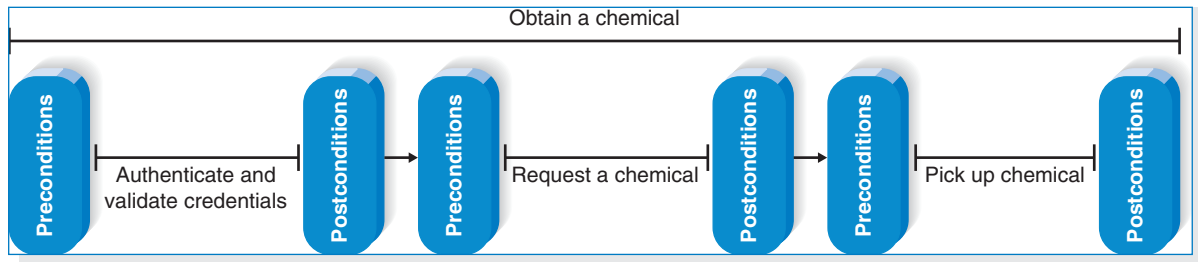 Obtain a chemical
Preconditions
Authenticate and
validate credentials
Postconditions
Preconditions
Request a chemical
Postconditions
Preconditions
Pick up chemical
Postconditions